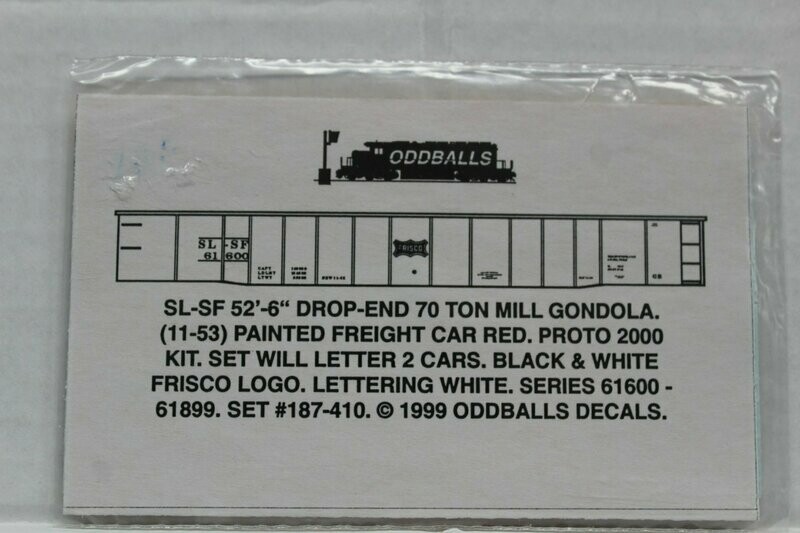 ODDBALLS
SL-SF
61 600
FRISCO
SL-SF 52'-6“ DROP-END 70 TON MILL GONDOLA.
(11-53) PAINTED FREIGHT CAR RED. PROTO 2000
KIT. SET WILL LETTER 2 CARS. BLACK & WHITE
FRISCO LOGO. LETTERING WHITE. SERIES 61600 -
61899. SET #187-410. © 1999 ODDBALLS DECALS.